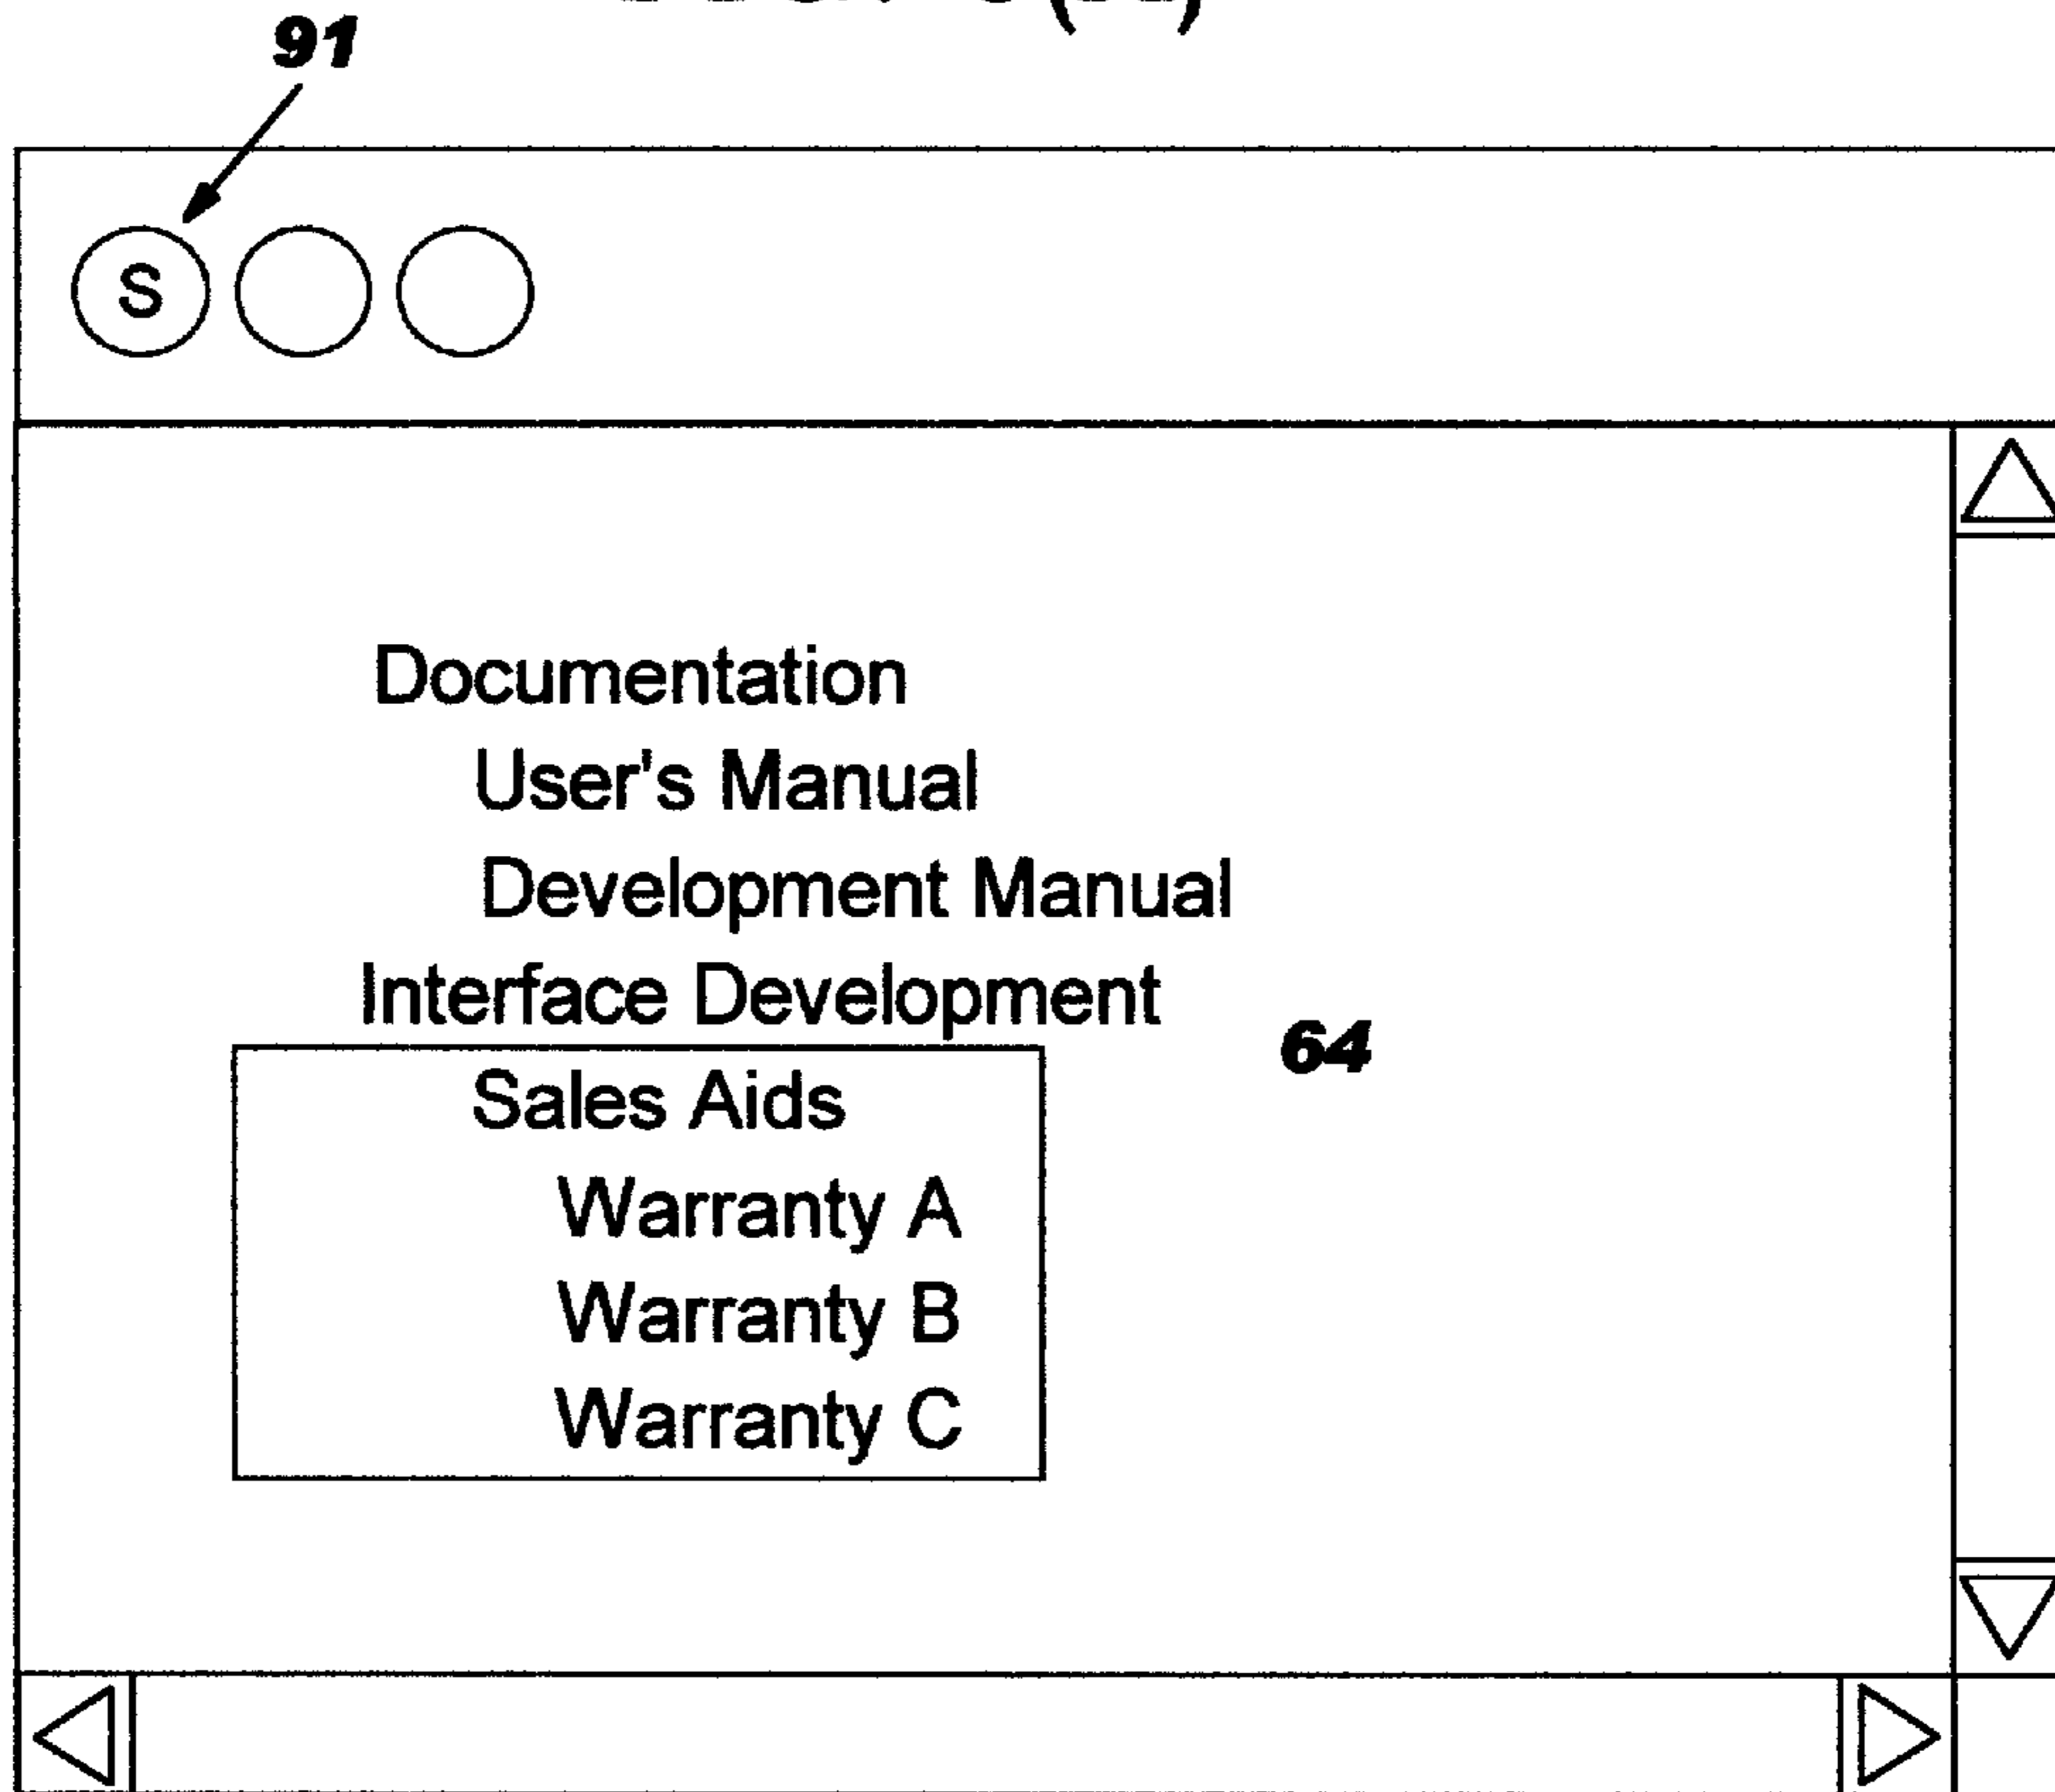 91
S
Documentation
User's Manual
Development Manual
Interface Development
64
Sales Aids
Warranty A
Warranty B
Warranty C